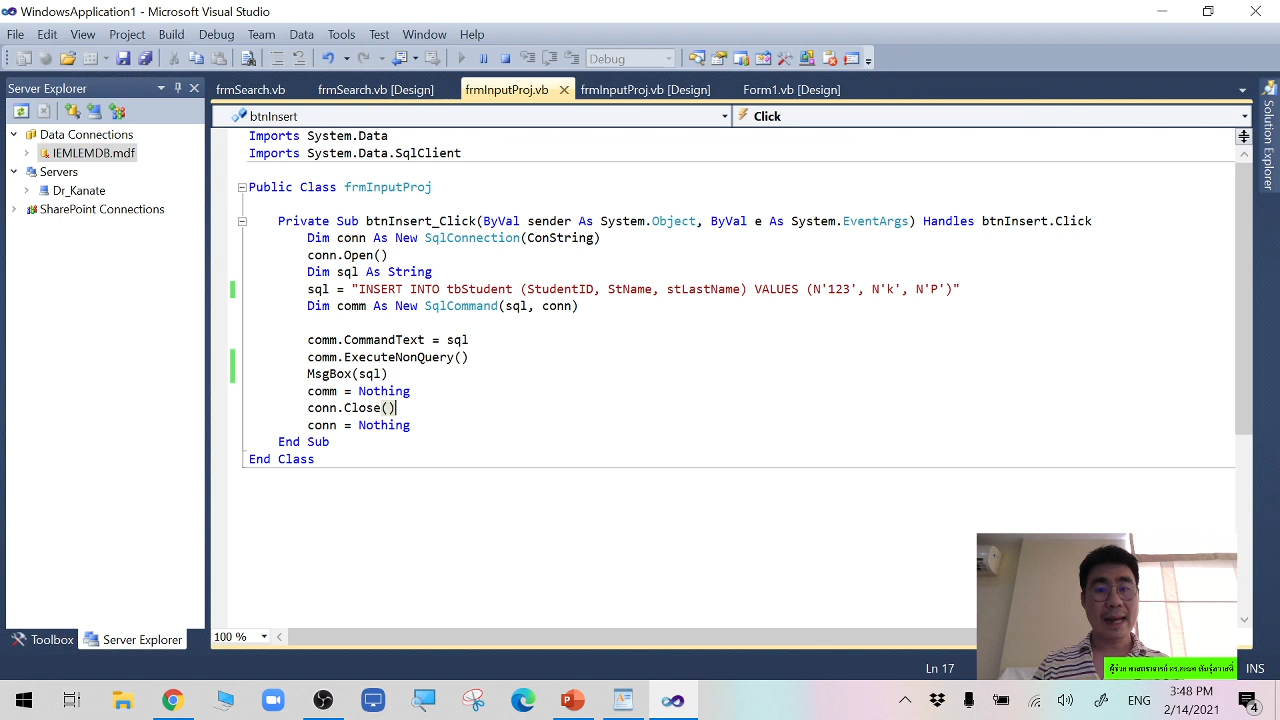 WindowsApplication1 - Microsoft Visual Studio
File Edit View Project Build Debug Team Data Tools Test Window Help
Debug
Server Explorer
frmSearch.vb frmSearch.vb [Design] frmInputProj.vb frmInputProj.vb [Design] Form1.vb [Design]
btnInsert Click
Data Connections
IEMLEMDB.mdf
Servers
Dr_Kanate
SharePoint Connections
Imports System.Data
Imports System.Data.SqlClient
Public Class frmInputProj
Private Sub btnInsert_Click(ByVal sender As System.Object, ByVal e As System.EventArgs) Handles btnInsert.Click
Dim conn As New SqlConnection(ConString)
conn.Open()
Dim sql As String
sql = "INSERT INTO tbStudent (StudentID, StName, stLastName) VALUES (N'123', N'k', N'P')"
Dim comm As New SqlCommand(sql, conn)
comm.CommandText = sql
comm.ExecuteNonQuery()
MsgBox(sql)
comm = Nothing
conn.Close()
conn = Nothing
End Sub
End Class
Solution Explorer
100 %
Toolbox Server Explorer
Ln 17 INS
ENG
3:48 PM
2/14/2021
4